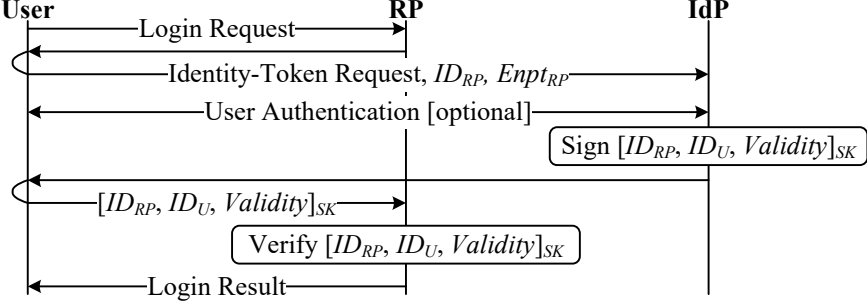 User RP IdP
Login Request
Identity-Token Request, ID_RP, Enpt_RP
User Authentication [optional]
Sign [ID_RP, ID_U, Validity]_SK
[ID_RP, ID_U, Validity]_SK
Verify [ID_RP, ID_U, Validity]_SK
Login Result